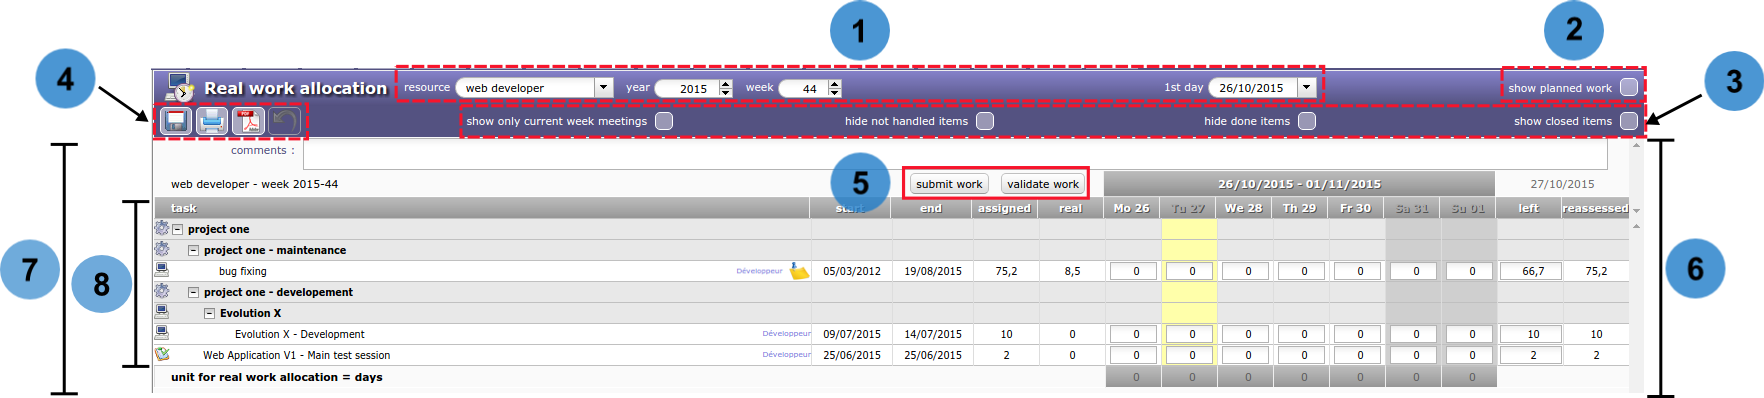 1
2
3
4
Real work allocation resource web developer year 2015 week 44 1st day 26/10/2015 show planned work
PDF
show only current week meetings hide not handled items hide done items show closed items
comments :
5
6
7
8
web developer - week 2015-44 submit work validate work 26/10/2015 - 01/11/2015 27/10/2015
task start end assigned real Mo 26 Tu 27 We 28 Th 29 Fr 30 Sa 31 Su 01 left reassessed
project one
project one - maintenance
bug fixing Développeur 05/03/2012 19/08/2015 75,2 8,5 0 0 0 0 0 0 0 66,7 75,2
project one - developement
Evolution X
Evolution X - Development Développeur 09/07/2015 14/07/2015 10 0 0 0 0 0 0 0 0 10 10
Web Application V1 - Main test session Développeur 25/06/2015 25/06/2015 2 0 0 0 0 0 0 0 0 2 2
unit for real work allocation = days 0 0 0 0 0 0 0